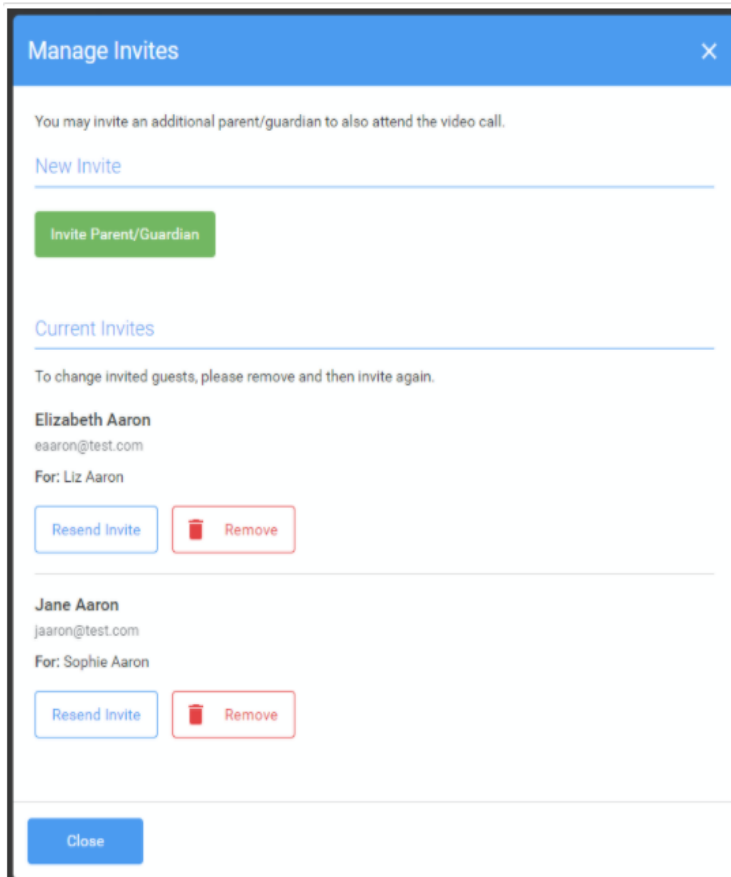 Manage Invites
You may invite an additional parent/guardian to also attend the video call.
New Invite
Invite Parent/Guardian
Current Invites
To change invited guests, please remove and then invite again.
Elizabeth Aaron
eaaron@test.com
For: Liz Aaron
Resend Invite Remove
Jane Aaron
jaaron@test.com
For: Sophie Aaron
Resend Invite Remove
Close